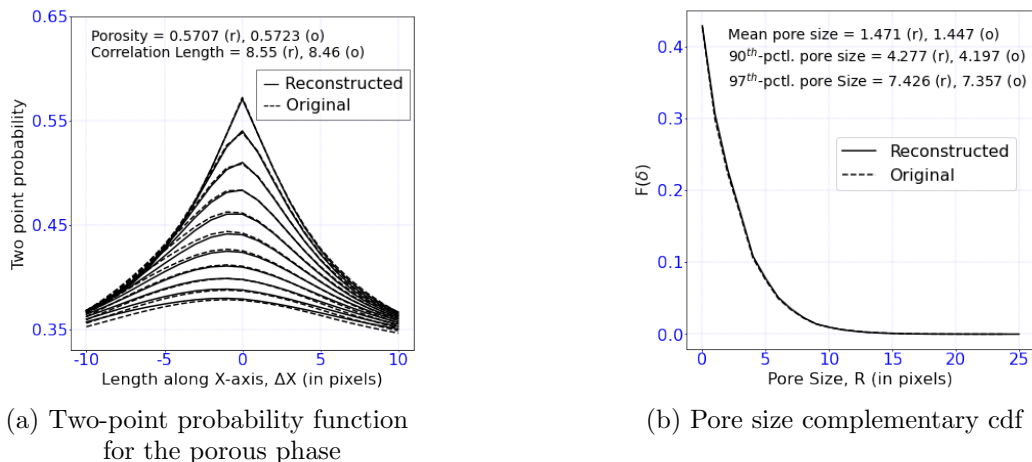 0.65
0.55
0.45
0.35
Two point probability
Porosity = 0.5707 (r), 0.5723 (o)
Correlation Length = 8.55 (r), 8.46 (o)
Reconstructed
Original
-10 -5 0 5 10
Length along X-axis, ΔX (in pixels)
(a) Two-point probability function
for the porous phase
0.4
0.3
0.2
0.1
0.0
F(δ)
Mean pore size = 1.471 (r), 1.447 (o)
90th-pctl. pore size = 4.277 (r), 4.197 (o)
97th-pctl. pore Size = 7.426 (r), 7.357 (o)
Reconstructed
Original
0 5 10 15 20 25
Pore Size, R (in pixels)
(b) Pore size complementary cdf